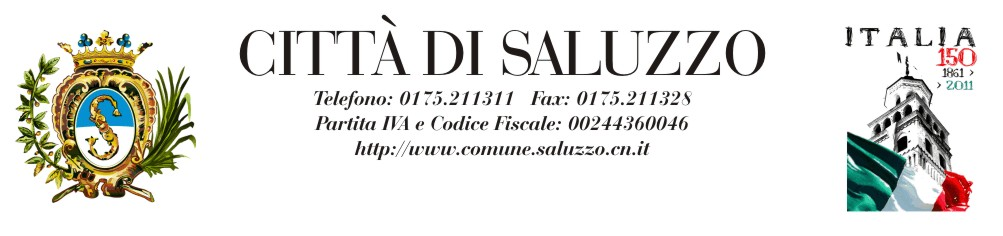 CITTÀ DI SALUZZO
Telefono: 0175.211311 Fax: 0175.211328
Partita IVA e Codice Fiscale: 00244360046
http://www.comune.saluzzo.cn.it
ITALIA
150
1861 ›
› 2011